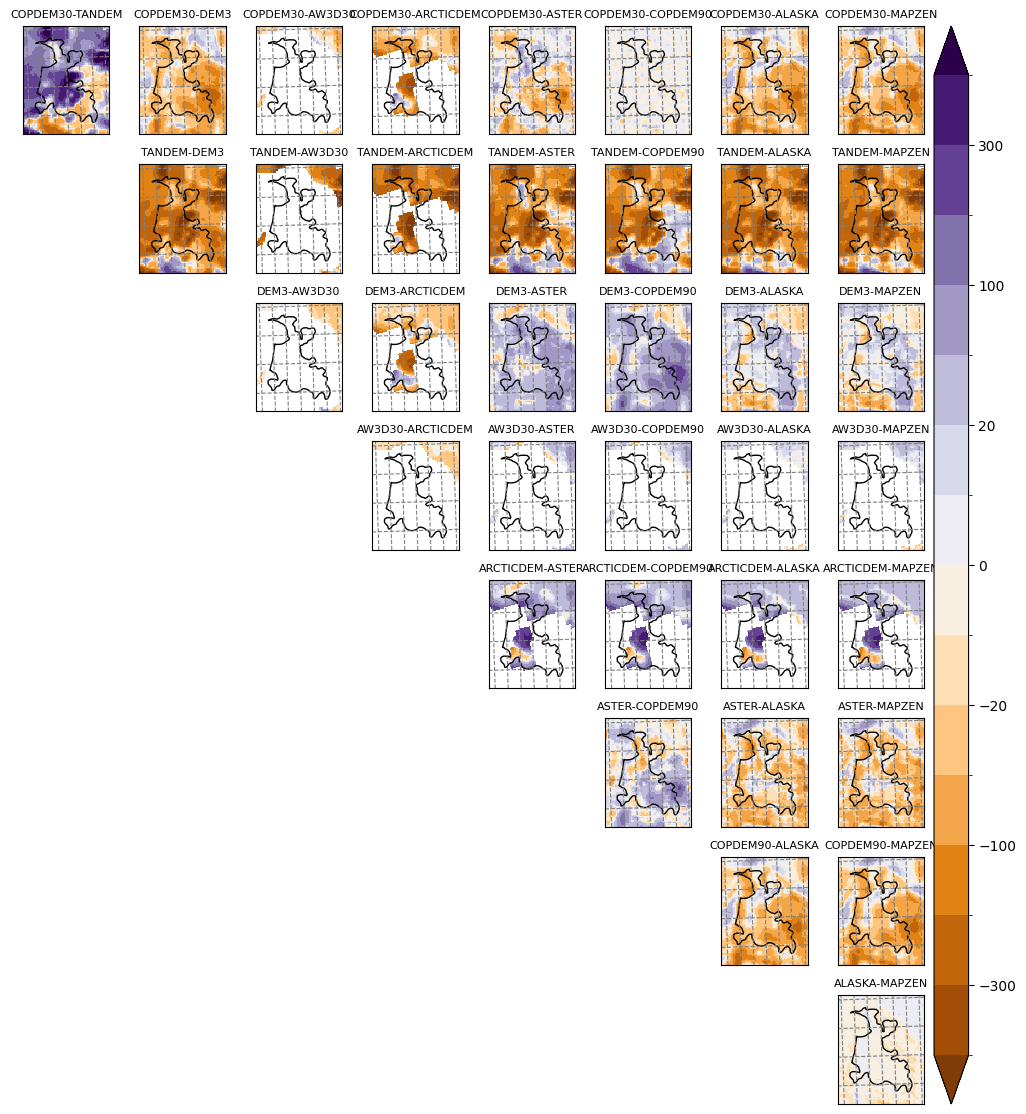 COPDEM30-TANDEM COPDEM30-DEM3 COPDEM30-AW3D30 COPDEM30-ARCTICDEM COPDEM30-ASTER COPDEM30-COPDEM90 COPDEM30-ALASKA COPDEM30-MAPZEN
TANDEM-DEM3 TANDEM-AW3D30 TANDEM-ARCTICDEM TANDEM-ASTER TANDEM-COPDEM90 TANDEM-ALASKA TANDEM-MAPZEN
DEM3-AW3D30 DEM3-ARCTICDEM DEM3-ASTER DEM3-COPDEM90 DEM3-ALASKA DEM3-MAPZEN
AW3D30-ARCTICDEM AW3D30-ASTER AW3D30-COPDEM90 AW3D30-ALASKA AW3D30-MAPZEN
ARCTICDEM-ASTER ARCTICDEM-COPDEM90 ARCTICDEM-ALASKA ARCTICDEM-MAPZEN
ASTER-COPDEM90 ASTER-ALASKA ASTER-MAPZEN
COPDEM90-ALASKA COPDEM90-MAPZEN
ALASKA-MAPZEN
300
100
20
0
−20
−100
−300